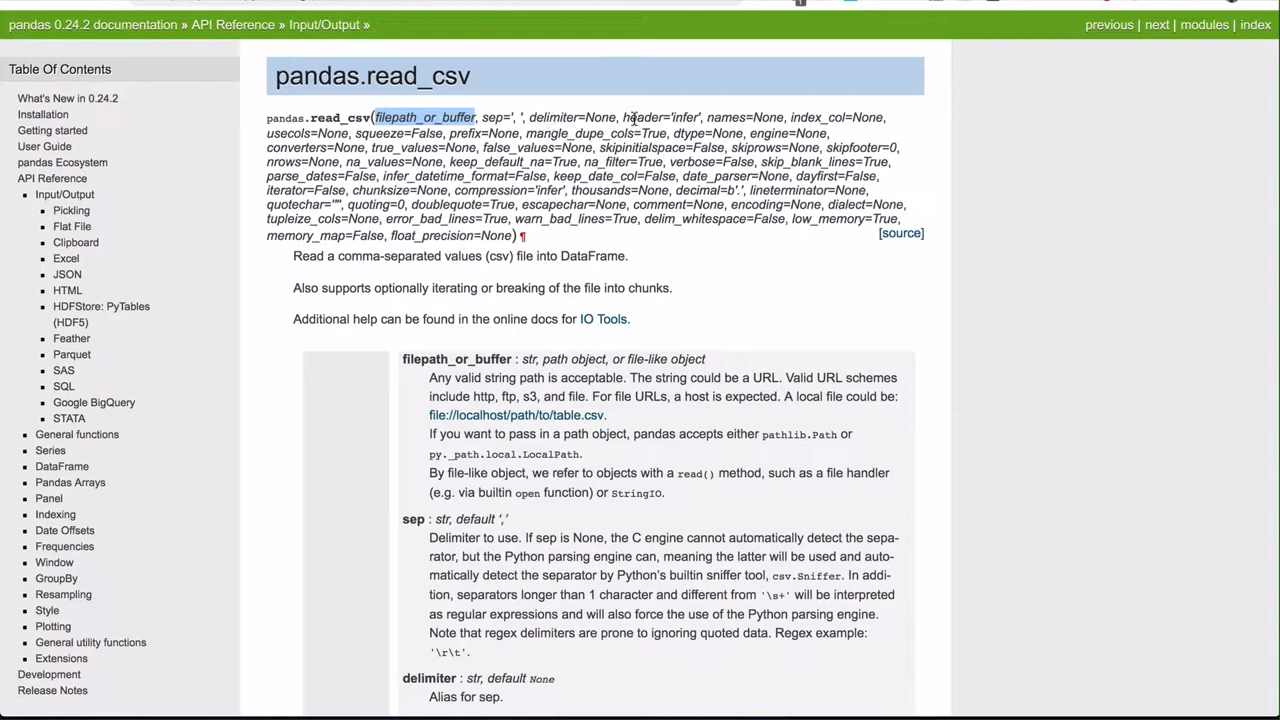 pandas 0.24.2 documentation » API Reference » Input/Output »
previous | next | modules | index
Table Of Contents
What's New in 0.24.2
Installation
Getting started
User Guide
pandas Ecosystem
API Reference
Input/Output
Pickling
Flat File
Clipboard
Excel
JSON
HTML
HDFStore: PyTables
(HDF5)
Feather
Parquet
SAS
SQL
Google BigQuery
STATA
General functions
Series
DataFrame
Pandas Arrays
Panel
Indexing
Date Offsets
Frequencies
Window
GroupBy
Resampling
Style
Plotting
General utility functions
Extensions
Development
Release Notes
pandas.read_csv
pandas.read_csv(filepath_or_buffer, sep=', ', delimiter=None, header='infer', names=None, index_col=None,
usecols=None, squeeze=False, prefix=None, mangle_dupe_cols=True, dtype=None, engine=None,
converters=None, true_values=None, false_values=None, skipinitialspace=False, skiprows=None, skipfooter=0,
nrows=None, na_values=None, keep_default_na=True, na_filter=True, verbose=False, skip_blank_lines=True,
parse_dates=False, infer_datetime_format=False, keep_date_col=False, date_parser=None, dayfirst=False,
iterator=False, chunksize=None, compression='infer', thousands=None, decimal=b'.', lineterminator=None,
quotechar='"', quoting=0, doublequote=True, escapechar=None, comment=None, encoding=None, dialect=None,
tupleize_cols=None, error_bad_lines=True, warn_bad_lines=True, delim_whitespace=False, low_memory=True,
memory_map=False, float_precision=None) ¶
[source]
Read a comma-separated values (csv) file into DataFrame.
Also supports optionally iterating or breaking of the file into chunks.
Additional help can be found in the online docs for IO Tools.
filepath_or_buffer : str, path object, or file-like object
Any valid string path is acceptable. The string could be a URL. Valid URL schemes
include http, ftp, s3, and file. For file URLs, a host is expected. A local file could be:
file://localhost/path/to/table.csv.
If you want to pass in a path object, pandas accepts either pathlib.Path or
py._path.local.LocalPath.
By file-like object, we refer to objects with a read() method, such as a file handler
(e.g. via builtin open function) or StringIO.
sep : str, default ‘,’
Delimiter to use. If sep is None, the C engine cannot automatically detect the sepa-
rator, but the Python parsing engine can, meaning the latter will be used and auto-
matically detect the separator by Python’s builtin sniffer tool, csv.Sniffer. In addi-
tion, separators longer than 1 character and different from '\s+' will be interpreted
as regular expressions and will also force the use of the Python parsing engine.
Note that regex delimiters are prone to ignoring quoted data. Regex example:
'\r\t'.
delimiter : str, default None
Alias for sep.